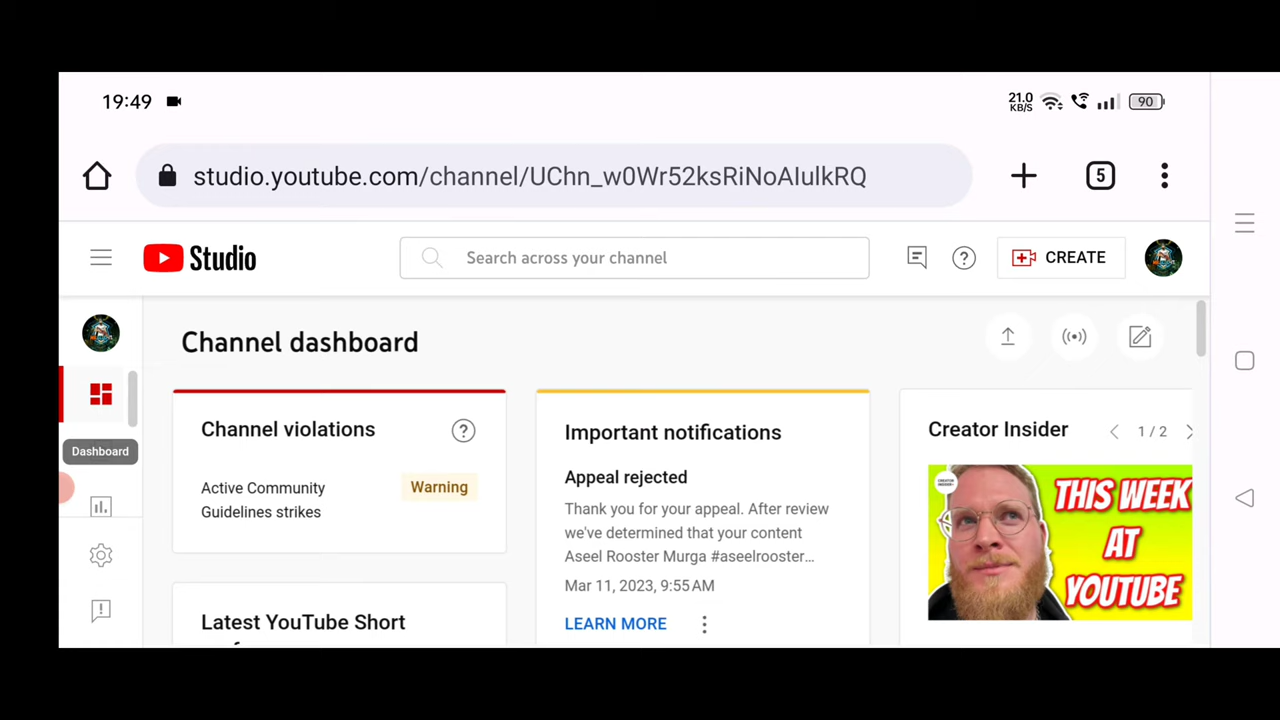 19:49
21.0
KB/S
90
studio.youtube.com/channel/UChn_w0Wr52ksRiNoAIulkRQ
5
Studio
Search across your channel
CREATE
Channel dashboard
Dashboard
Channel violations
Active Community
Guidelines strikes
Warning
Latest YouTube Short
Important notifications
Appeal rejected
Thank you for your appeal. After review
we've determined that your content
Aseel Rooster Murga #aseelrooster…
Mar 11, 2023, 9:55 AM
LEARN MORE
Creator Insider
1 / 2
THIS WEEK
AT
YOUTUBE